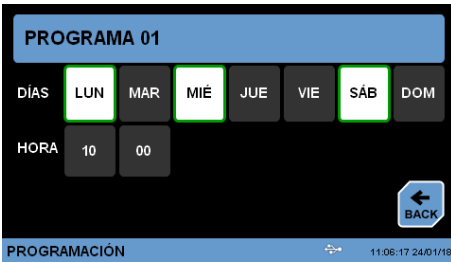 PROGRAMA 01
DÍAS LUN MAR MIÉ JUE VIE SÁB DOM
HORA 10 00
BACK
PROGRAMACIÓN 11:06:17 24/01/18